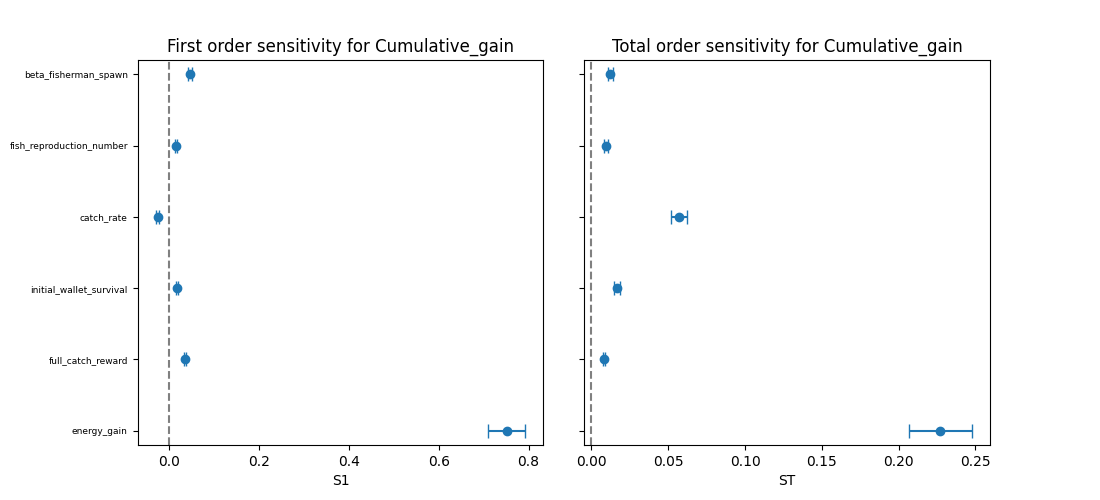 First order sensitivity for Cumulative_gain
beta_fisherman_spawn
fish_reproduction_number
catch_rate
initial_wallet_survival
full_catch_reward
energy_gain
0.0 0.2 0.4 0.6 0.8
S1
Total order sensitivity for Cumulative_gain
0.00 0.05 0.10 0.15 0.20 0.25
ST